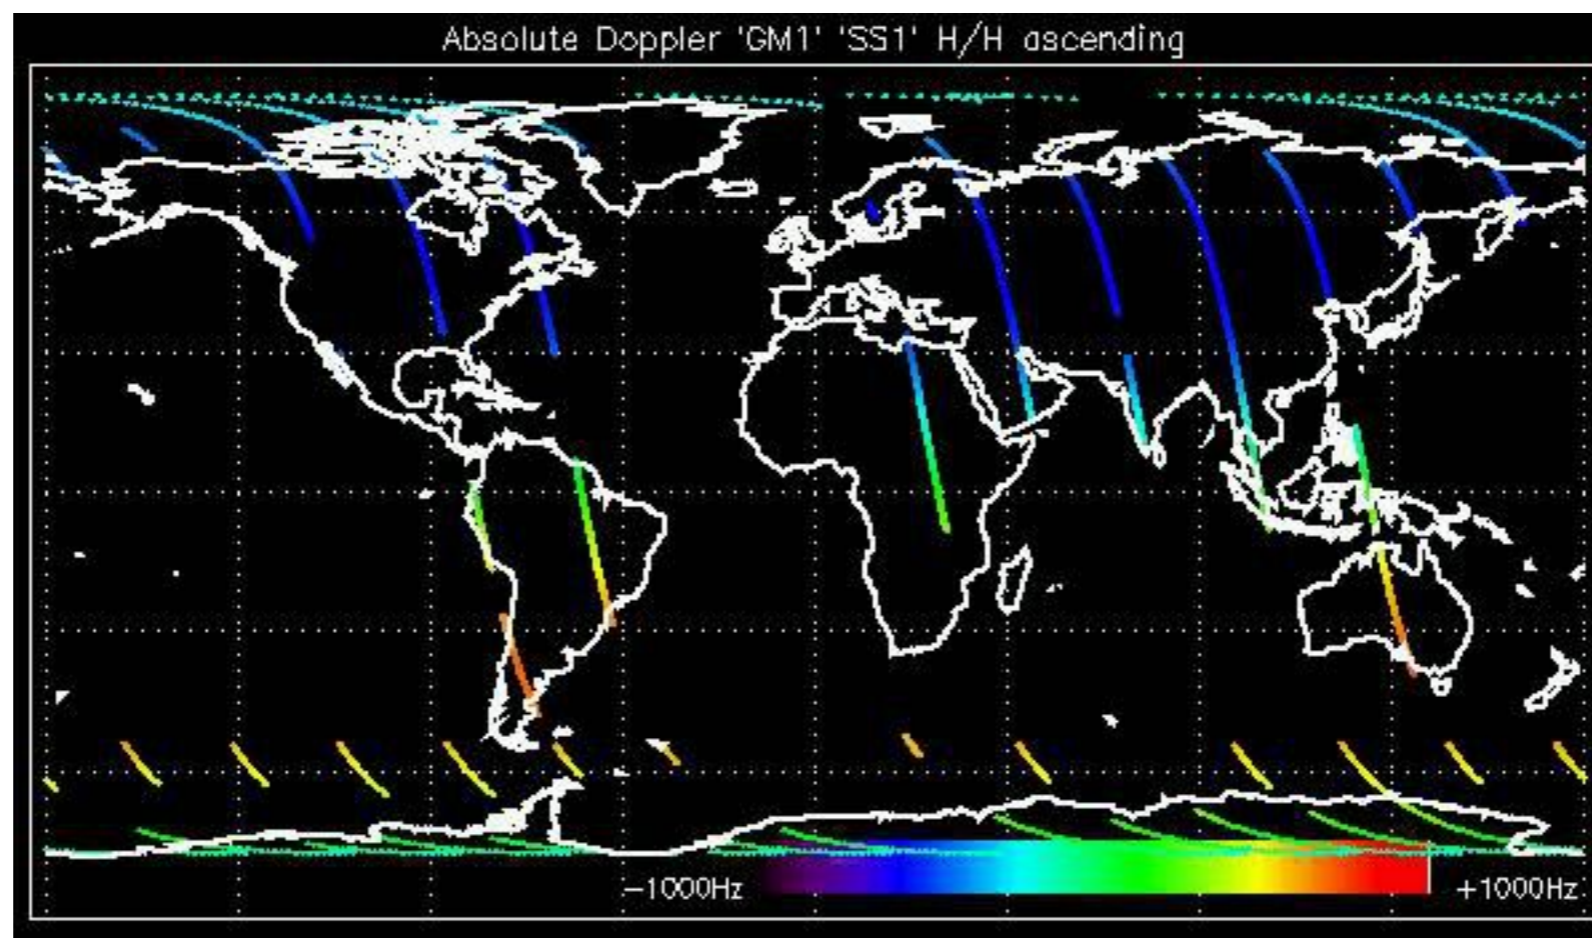 Absolute Doppler 'GM1' 'SS1' H/H ascending
-1000Hz
+1000Hz